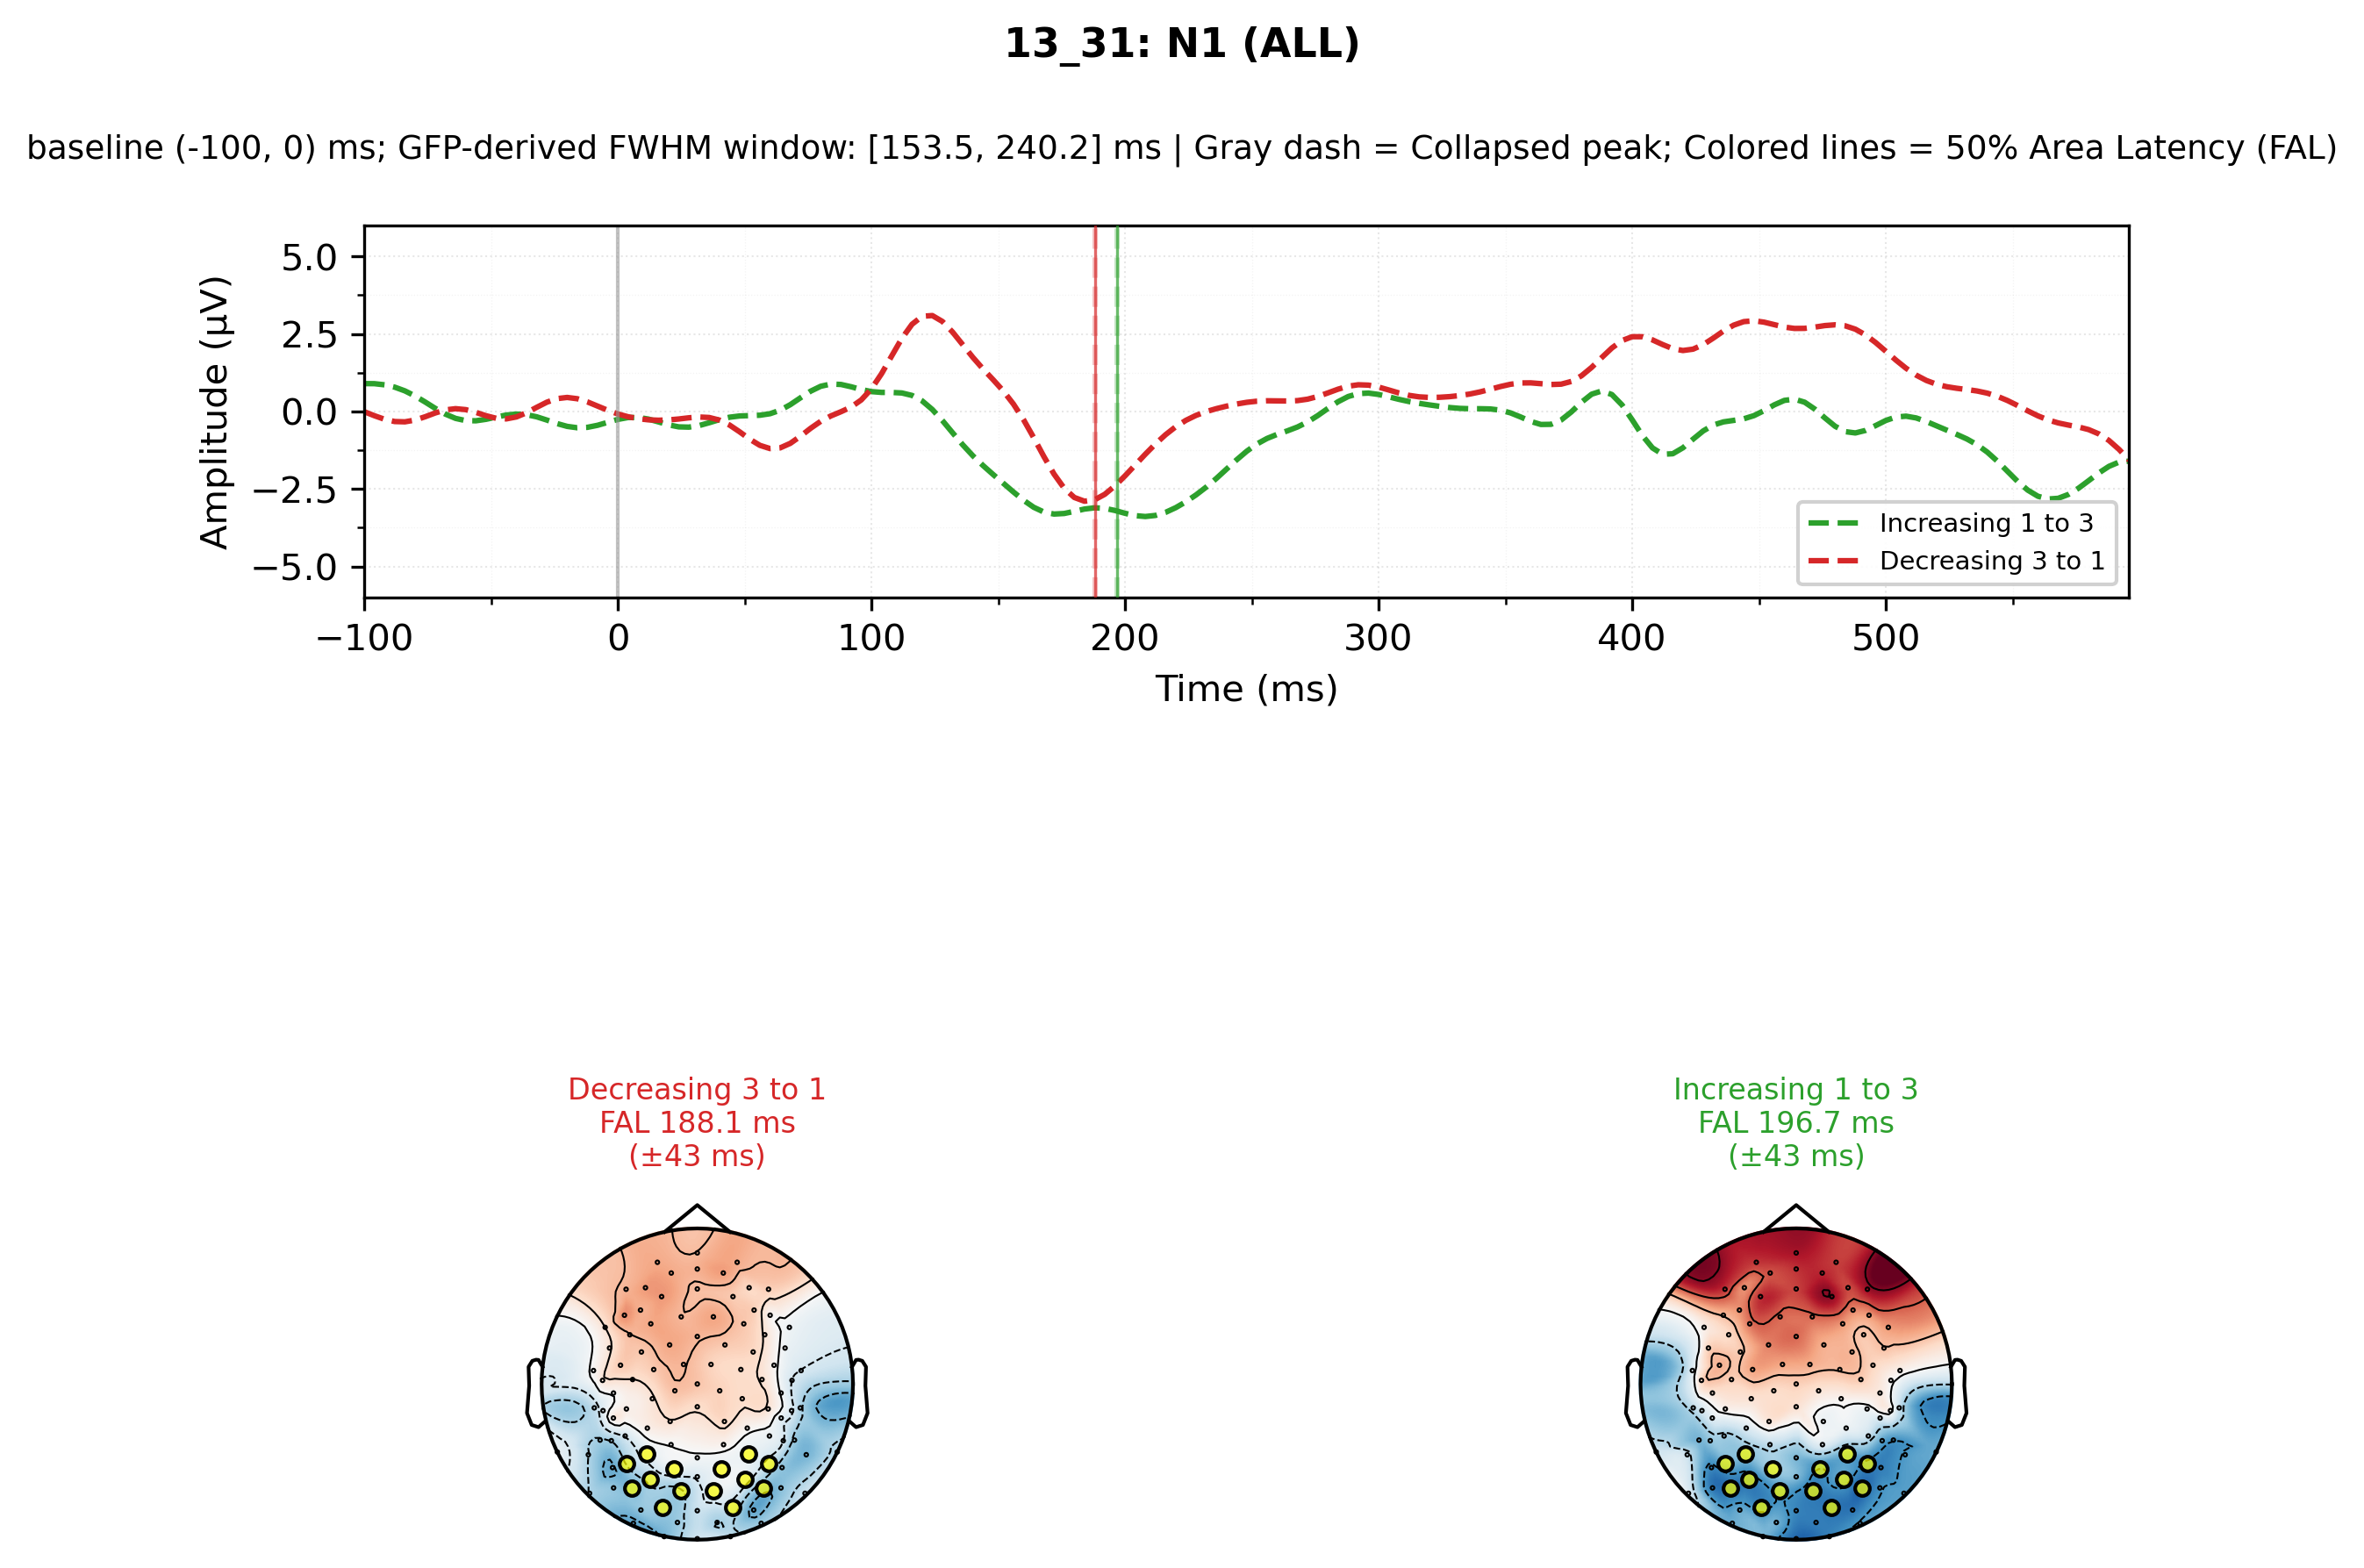 13_31: N1 (ALL)
baseline (-100, 0) ms; GFP-derived FWHM window: [153.5, 240.2] ms | Gray dash = Collapsed peak; Colored lines = 50% Area Latency (FAL)
Amplitude (µV)
5.0
2.5
0.0
−2.5
−5.0
−100 0 100 200 300 400 500
Time (ms)
Increasing 1 to 3
Decreasing 3 to 1
Decreasing 3 to 1
FAL 188.1 ms
(±43 ms)
Increasing 1 to 3
FAL 196.7 ms
(±43 ms)